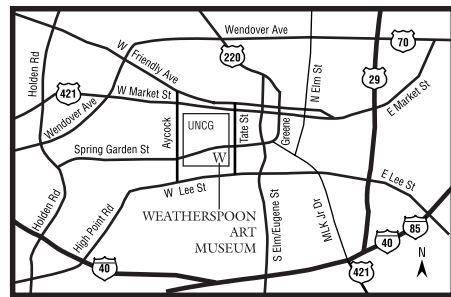 Wendover Ave
Holden Rd
W Friendly Ave
220
70
421
W Market St
29
N Elm St
E Market St
Wendover Ave
Aycock
UNCG
Tate St
Greene
Spring Garden St
W
W Lee St
E Lee St
Holden Rd
High Point Rd
WEATHERSPOON
ART
MUSEUM
S Elm/Eugene St
MLK Jr Dr
85
40
N
40
421